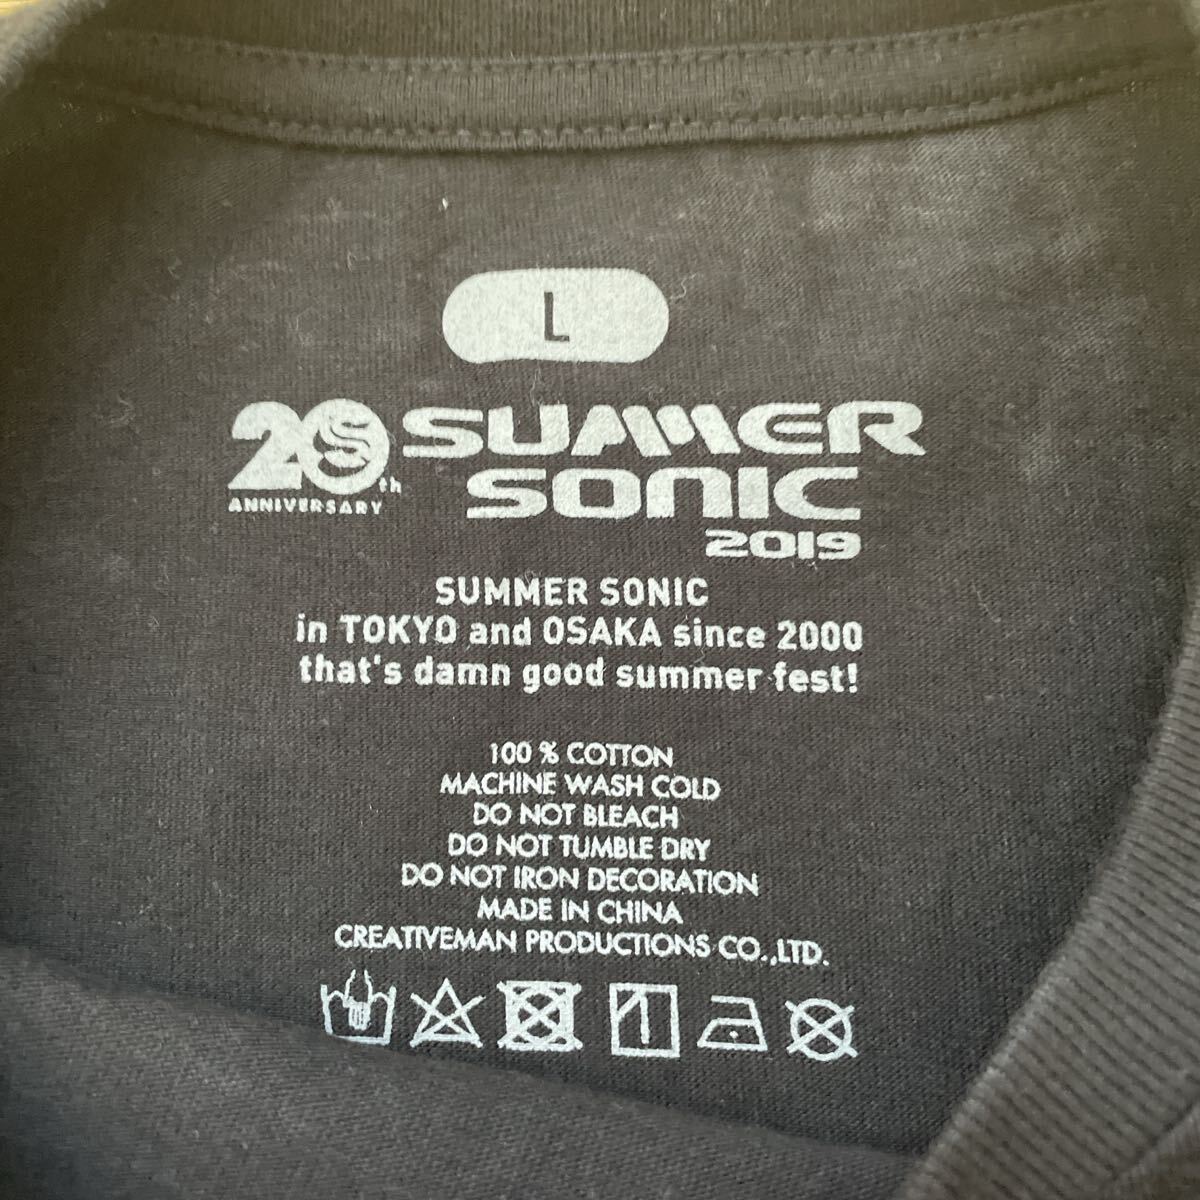 L
20th SUMMER
ANNIVERSARY SONIC
2019
SUMMER SONIC
in TOKYO and OSAKA since 2000
that's damn good summer fest!
100 % COTTON
MACHINE WASH COLD
DO NOT BLEACH
DO NOT TUMBLE DRY
DO NOT IRON DECORATION
MADE IN CHINA
CREATIVEMAN PRODUCTIONS CO.,LTD.